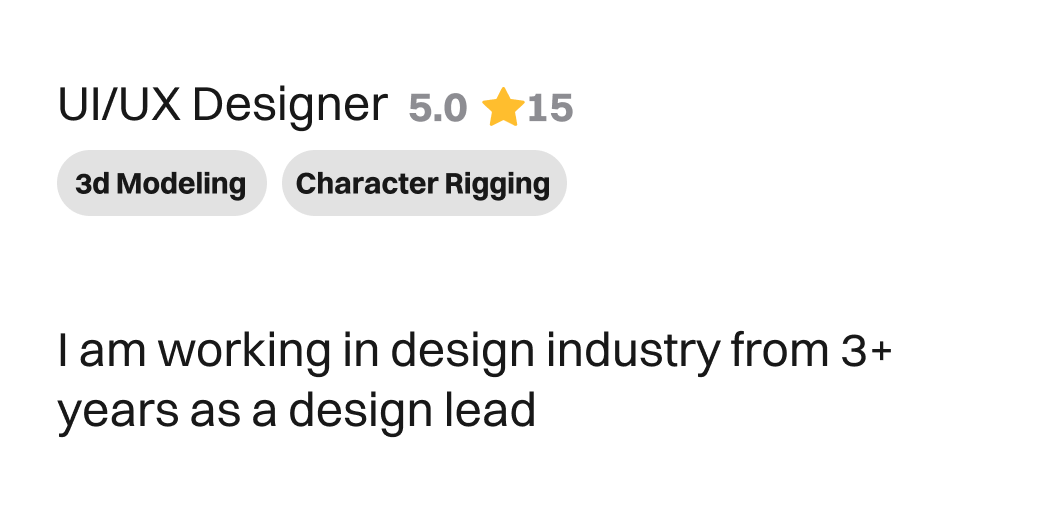 UI/UX Designer 5.0 ⭐15
3d Modeling Character Rigging
I am working in design industry from 3+
years as a design lead